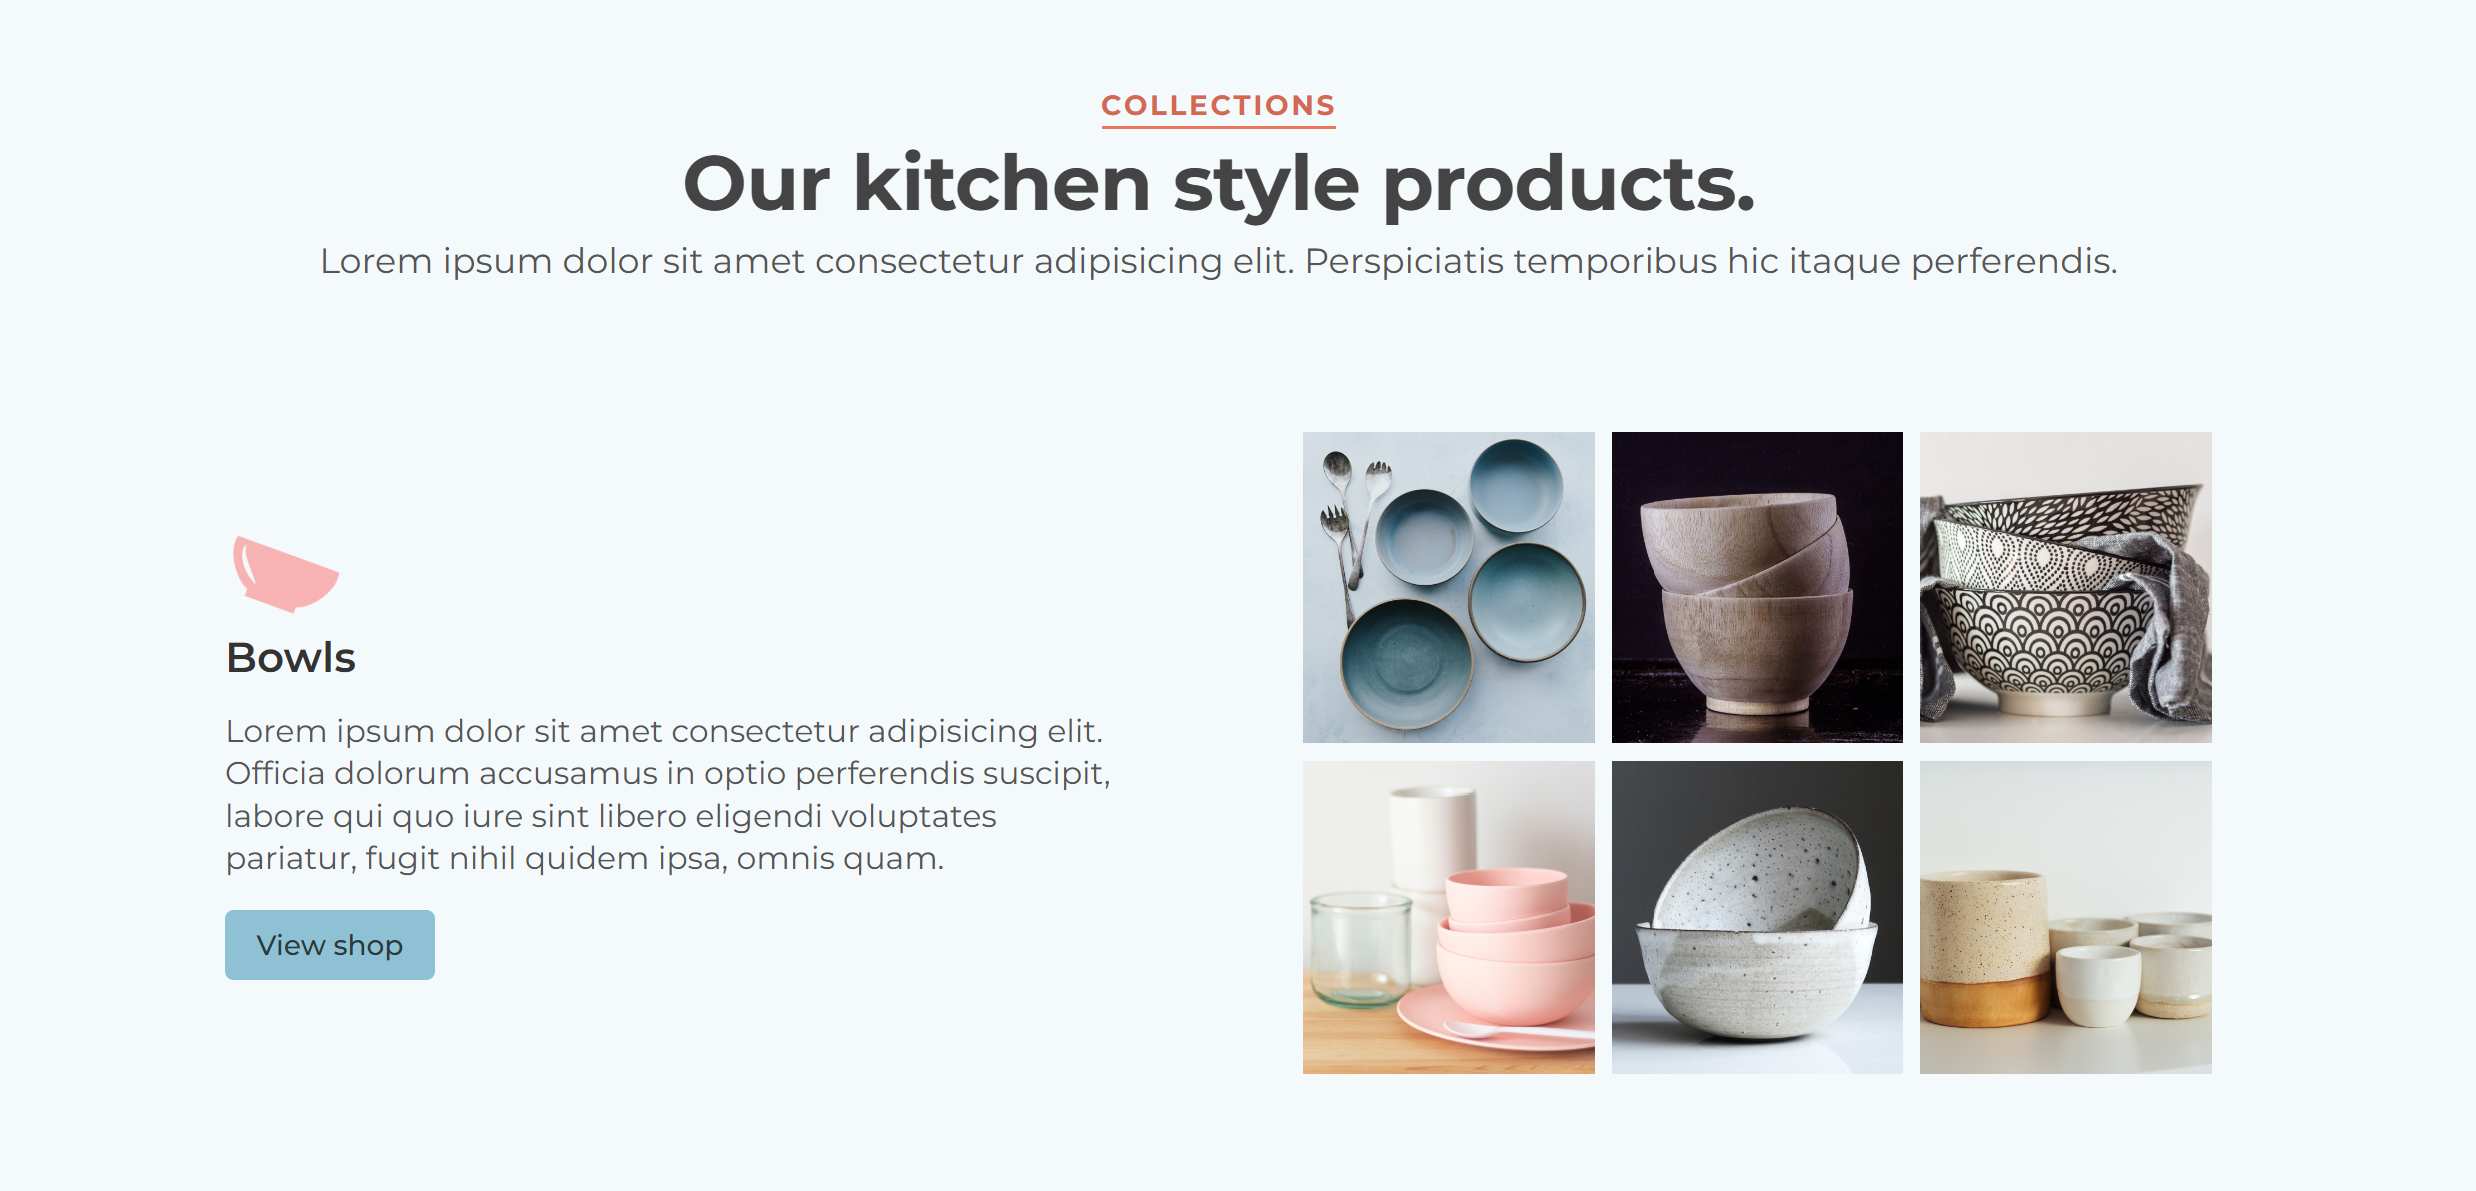 COLLECTIONS
Our kitchen style products.
Lorem ipsum dolor sit amet consectetur adipisicing elit. Perspiciatis temporibus hic itaque perferendis.
Bowls
Lorem ipsum dolor sit amet consectetur adipisicing elit.
Officia dolorum accusamus in optio perferendis suscipit,
labore qui quo iure sint libero eligendi voluptates
pariatur, fugit nihil quidem ipsa, omnis quam.
View shop